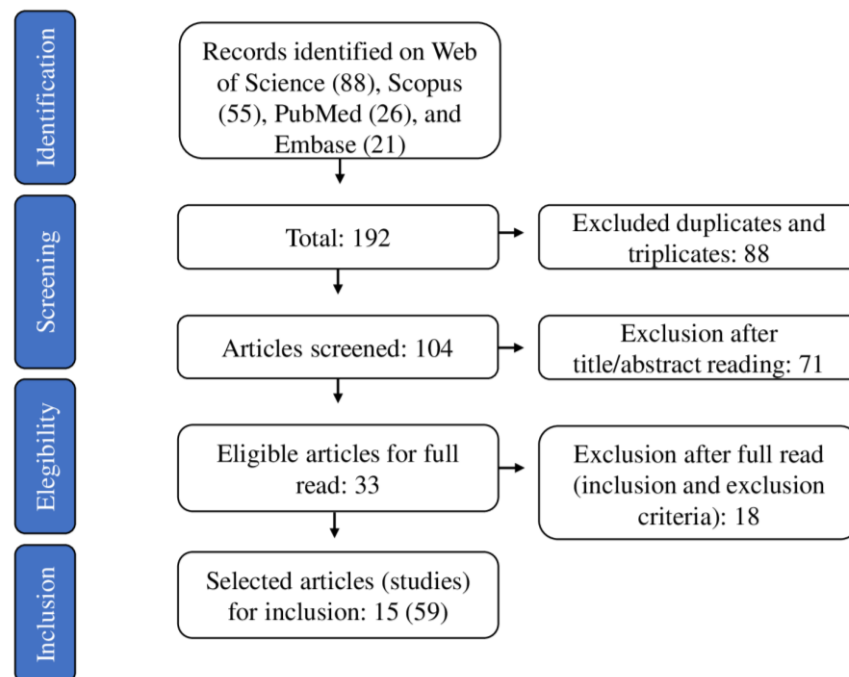 Identification
Records identified on Web
of Science (88), Scopus
(55), PubMed (26), and
Embase (21)
Screening
Total: 192
Excluded duplicates and
triplicates: 88
Articles screened: 104
Exclusion after
title/abstract reading: 71
Elegibility
Eligible articles for full
read: 33
Exclusion after full read
(inclusion and exclusion
criteria): 18
Inclusion
Selected articles (studies)
for inclusion: 15 (59)